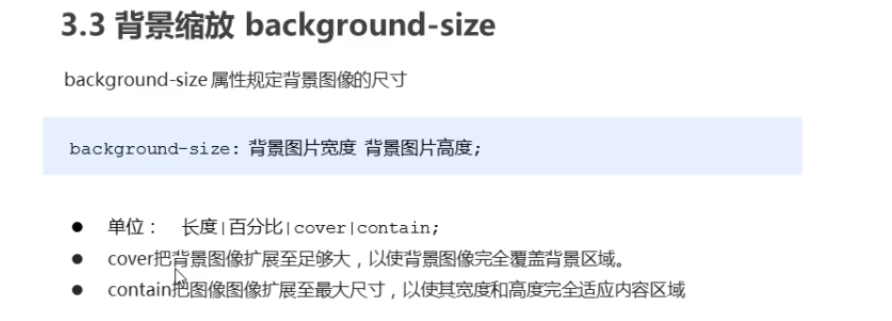 3.3 背景缩放 background-size
background-size 属性规定背景图像的尺寸
background-size: 背景图片宽度 背景图片高度;
● 单位： 长度|百分比|cover|contain;
● cover把背景图像扩展至足够大，以使背景图像完全覆盖背景区域。
● contain把图像图像扩展至最大尺寸，以使其宽度和高度完全适应内容区域